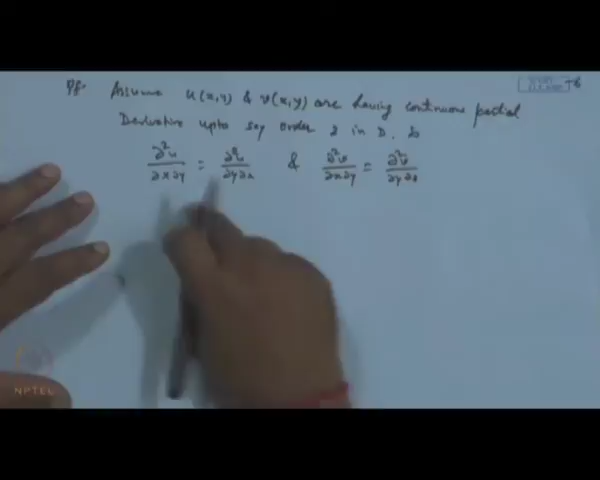 Pf. Assume u(x,y) & v(x,y) are having continuous partial
Derivative upto say order 2 in D. So
∂²u/∂x∂y = ∂²u/∂y∂x & ∂²v/∂x∂y = ∂²v/∂y∂x
NPTEL